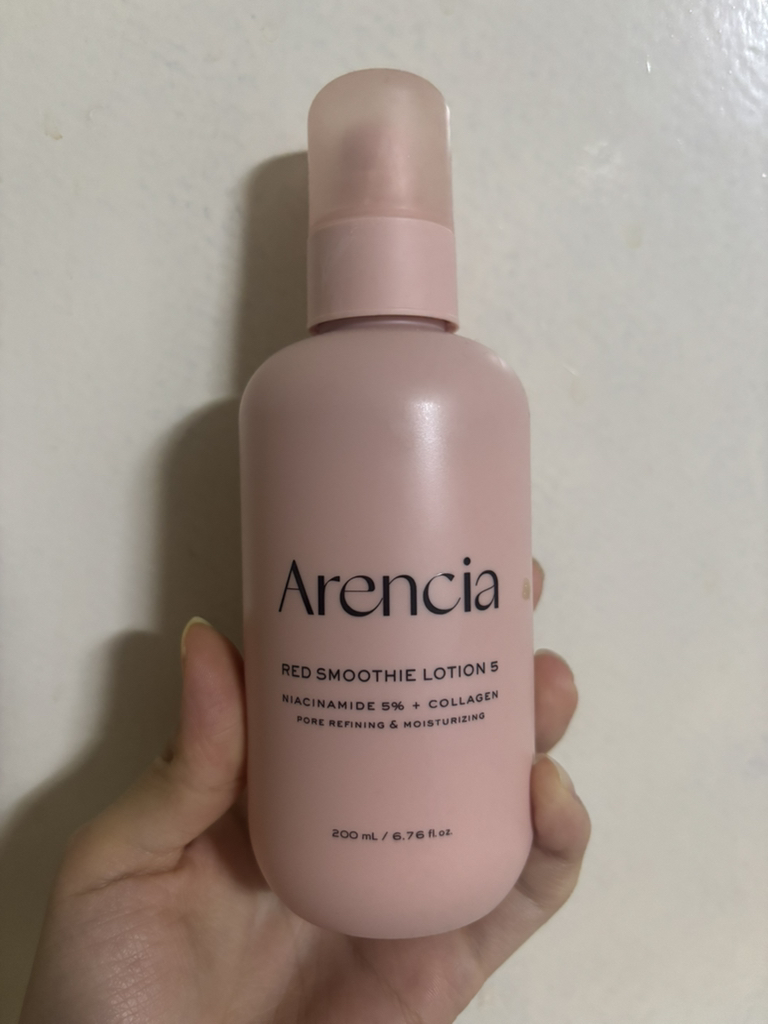 Arencia
RED SMOOTHIE LOTION 5
NIACINAMIDE 5% + COLLAGEN
PORE REFINING & MOISTURIZING
200 mL / 6.76 fl.oz.